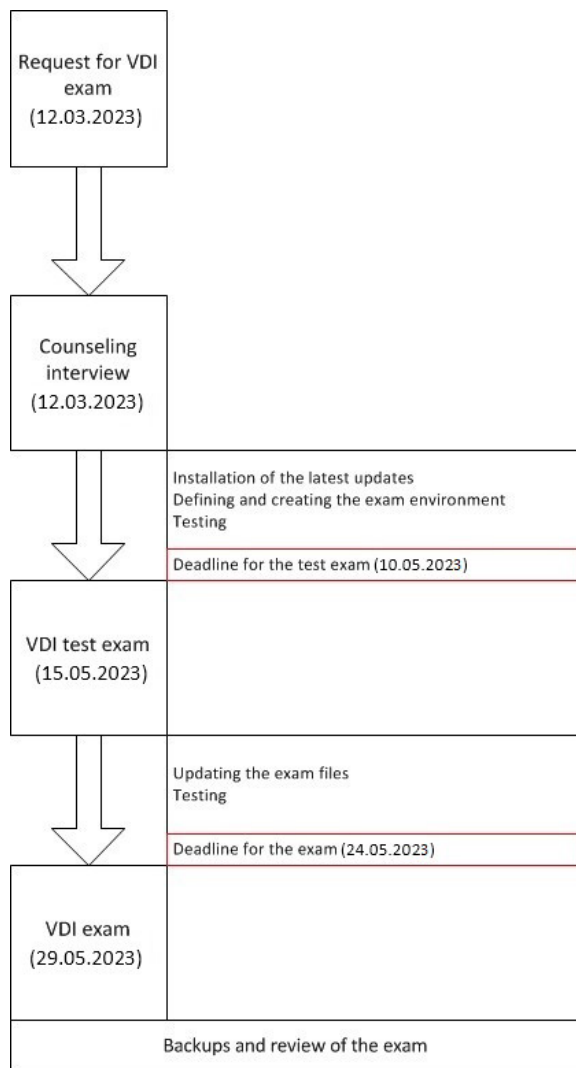 Request for VDI
exam
(12.03.2023)
Counseling
interview
(12.03.2023)
Installation of the latest updates
Defining and creating the exam environment
Testing
Deadline for the test exam (10.05.2023)
VDI test exam
(15.05.2023)
Updating the exam files
Testing
Deadline for the exam (24.05.2023)
VDI exam
(29.05.2023)
Backups and review of the exam